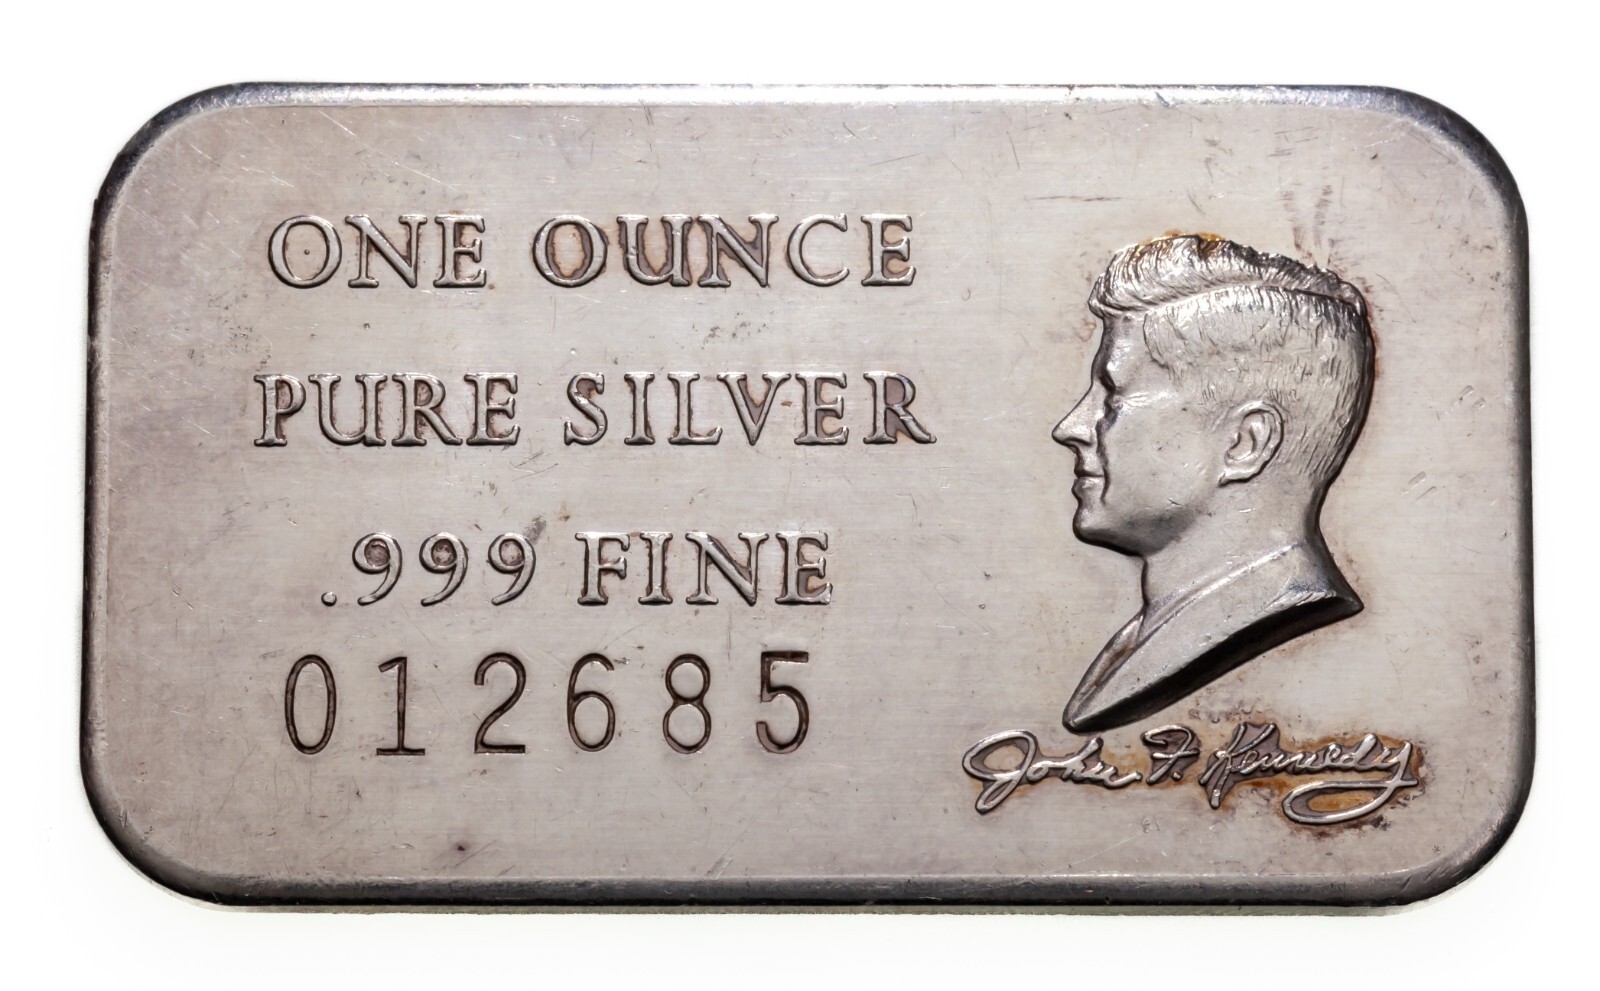 ONE OUNCE
PURE SILVER
.999 FINE
012685
John F. Kennedy